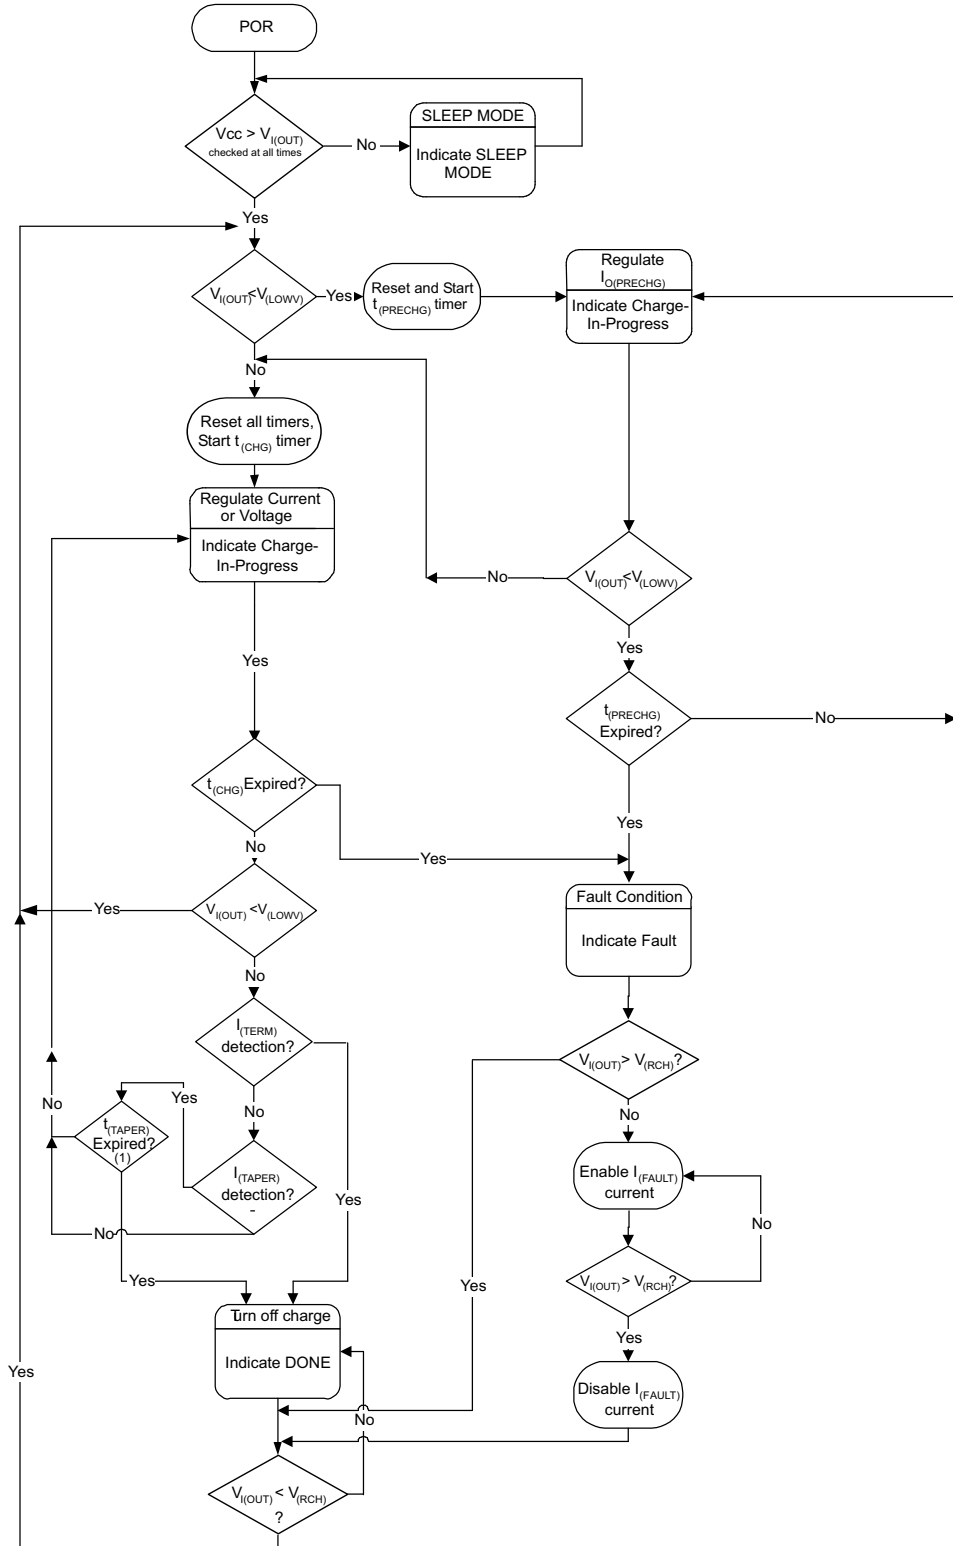 POR
Vcc > VI(OUT)
checked at all times
No
SLEEP MODE
Indicate SLEEP
MODE
Yes
VI(OUT)<V(LOWV)
Yes
Reset and Start
t(PRECHG) timer
Regulate
IO(PRECHG)
Indicate Charge-
In-Progress
No
Reset all timers,
Start t(CHG) timer
Regulate Current
or Voltage
Indicate Charge-
In-Progress
VI(OUT)<V(LOWV)
No
Yes
Yes
t(PRECHG)
Expired?
No
t(CHG) Expired?
Yes
No
Yes
VI(OUT) <V(LOWV)
Yes
Fault Condition
Indicate Fault
No
I(TERM)
detection?
VI(OUT) > V(RCH) ?
No
Yes
No
No
t(TAPER)
Expired?
(1)
I(TAPER)
detection?
-
Enable I(FAULT)
current
Yes
No
No
Yes
Yes
VI(OUT) > V(RCH) ?
Turn off charge
Yes
Indicate DONE
Yes
Disable I(FAULT)
current
No
VI(OUT) < V(RCH)
?